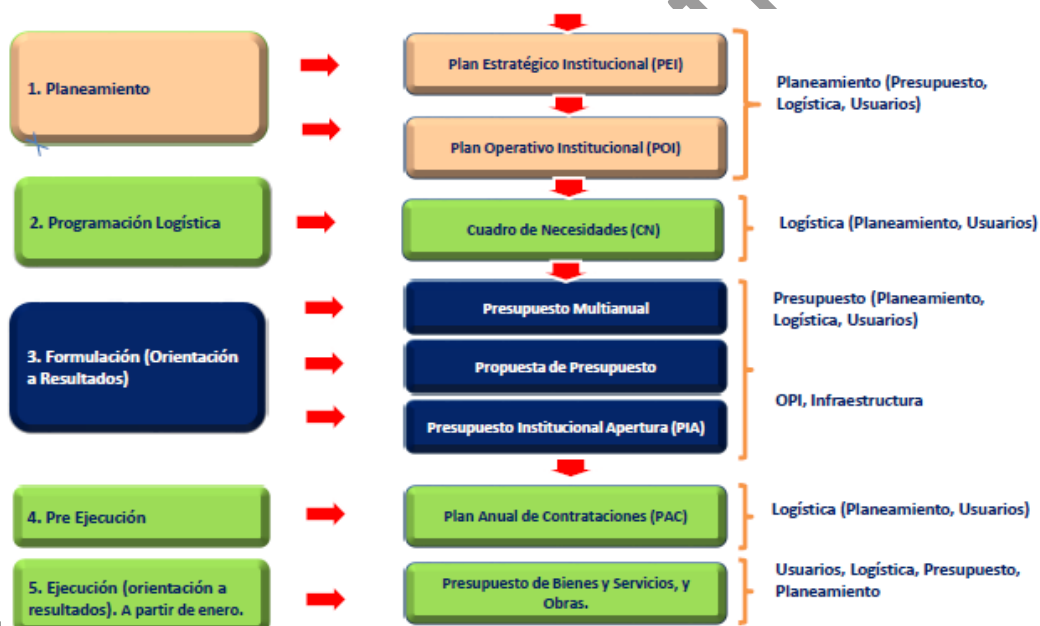 1. Planeamiento
Plan Estratégico Institucional (PEI)
Plan Operativo Institucional (POI)
Planeamiento (Presupuesto,
Logística, Usuarios)
2. Programación Logística
Cuadro de Necesidades (CN)
Logística (Planeamiento, Usuarios)
3. Formulación (Orientación
a Resultados)
Presupuesto Multianual
Propuesta de Presupuesto
Presupuesto Institucional Apertura (PIA)
Presupuesto (Planeamiento,
Logística, Usuarios)
OPI, Infraestructura
4. Pre Ejecución
Plan Anual de Contrataciones (PAC)
Logística (Planeamiento, Usuarios)
5. Ejecución (orientación a
resultados). A partir de enero.
Presupuesto de Bienes y Servicios, y
Obras.
Usuarios, Logística, Presupuesto,
Planeamiento